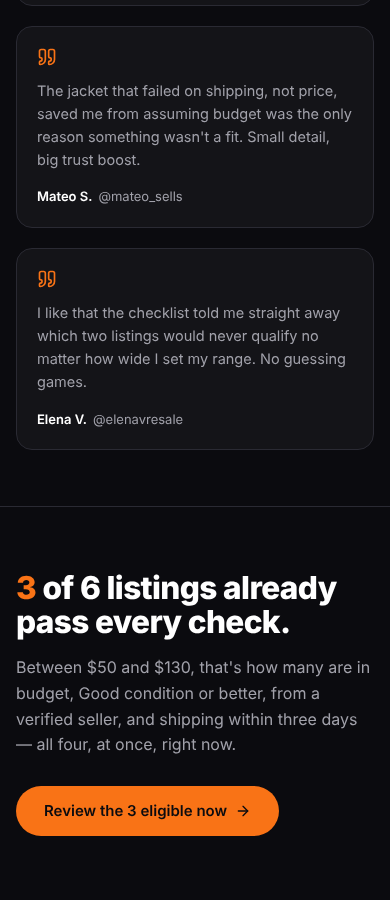 The jacket that failed on shipping, not price,
saved me from assuming budget was the only
reason something wasn't a fit. Small detail,
big trust boost.
Mateo S. @mateo_sells
I like that the checklist told me straight away
which two listings would never qualify no
matter how wide I set my range. No guessing
games.
Elena V. @elenavresale
3 of 6 listings already
pass every check.
Between $50 and $130, that's how many are in
budget, Good condition or better, from a
verified seller, and shipping within three days
— all four, at once, right now.
Review the 3 eligible now →